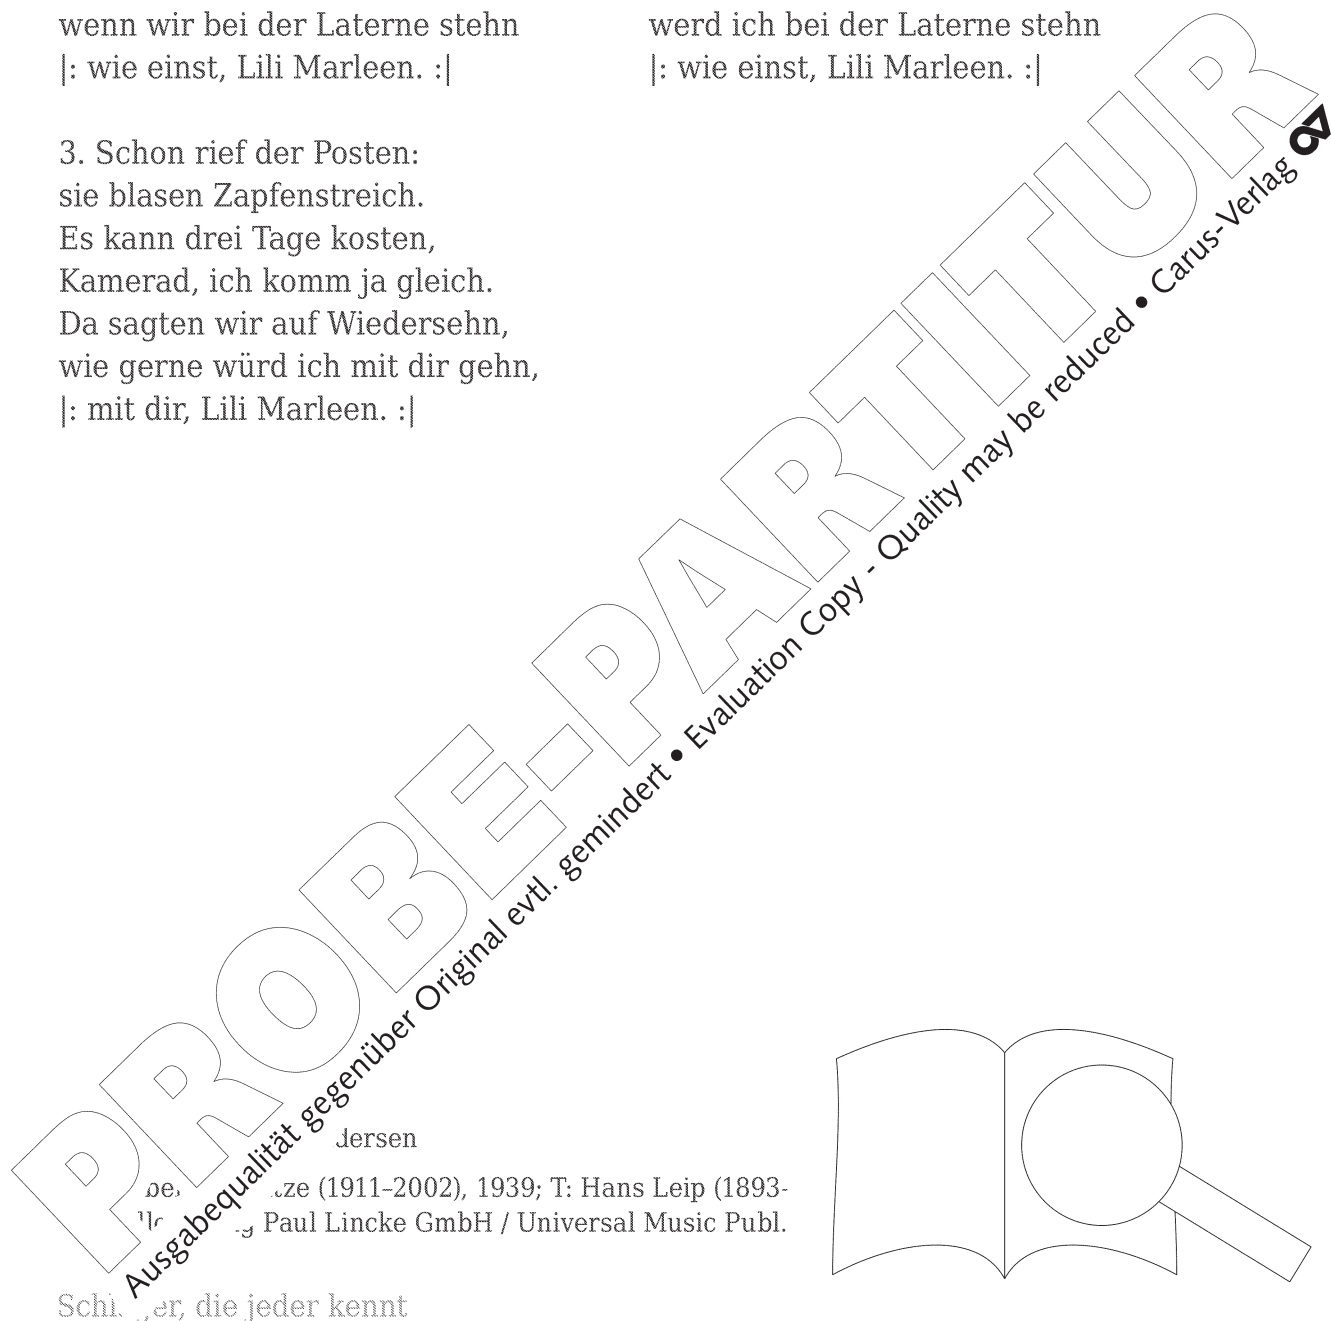 wenn wir bei der Laterne stehn
|: wie einst, Lili Marleen. :|
3. Schon rief der Posten:
sie blasen Zapfenstreich.
Es kann drei Tage kosten,
Kamerad, ich komm ja gleich.
Da sagten wir auf Wiedersehn,
wie gerne würd ich mit dir gehn,
|: mit dir, Lili Marleen. :|
werd ich bei der Laterne stehn
|: wie einst, Lili Marleen. :|
PROBE-PARTITUR
Ausgabequalität gegenüber Original evtl. gemindert • Evaluation Copy - Quality may be reduced • Carus-Verlag
(1911–2002), 1939; T: Hans Leip (1893-
Paul Lincke GmbH / Universal Music Publ.
die jeder kennt